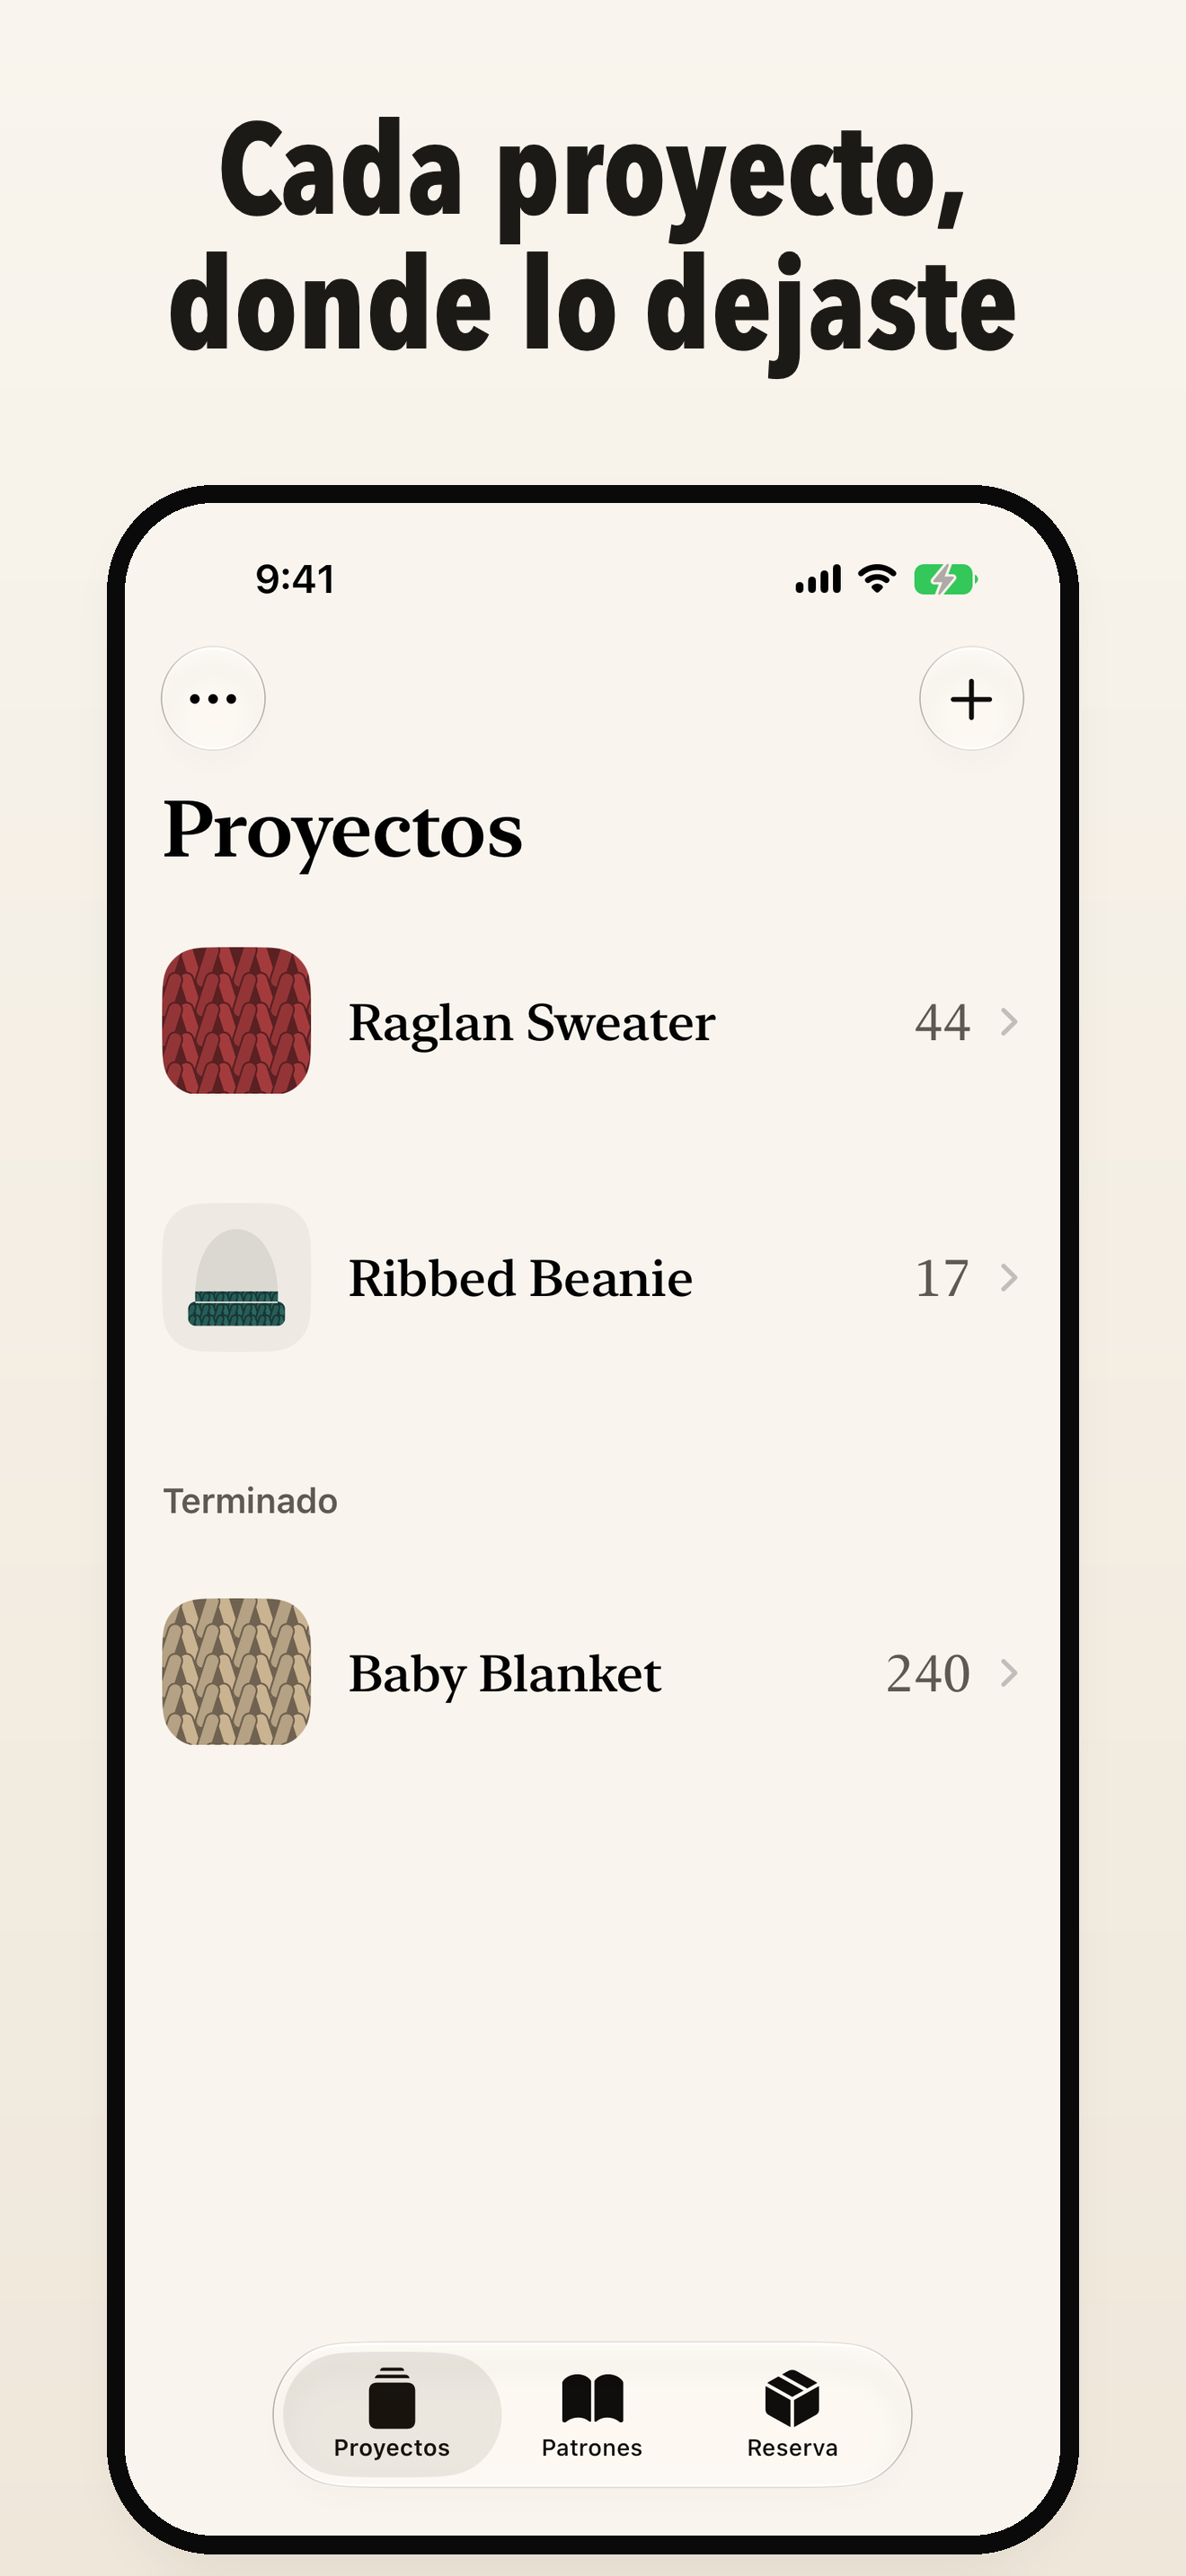 Cada proyecto,
donde lo dejaste
9:41
Proyectos
Raglan Sweater 44
Ribbed Beanie 17
Terminado
Baby Blanket 240
Proyectos Patrones Reserva